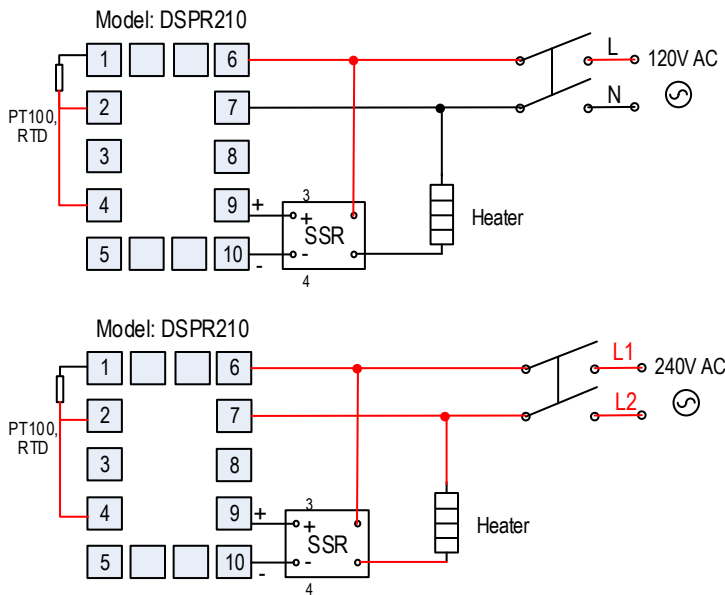 Model: DSPR210
1
6
L
120V AC
2
7
N
PT100,
RTD
3
8
4
9
+
3
+
SSR
Heater
5
10
-
-
4
Model: DSPR210
1
6
L1
240V AC
2
7
L2
PT100,
RTD
3
8
4
9
+
3
+
SSR
Heater
5
10
-
-
4